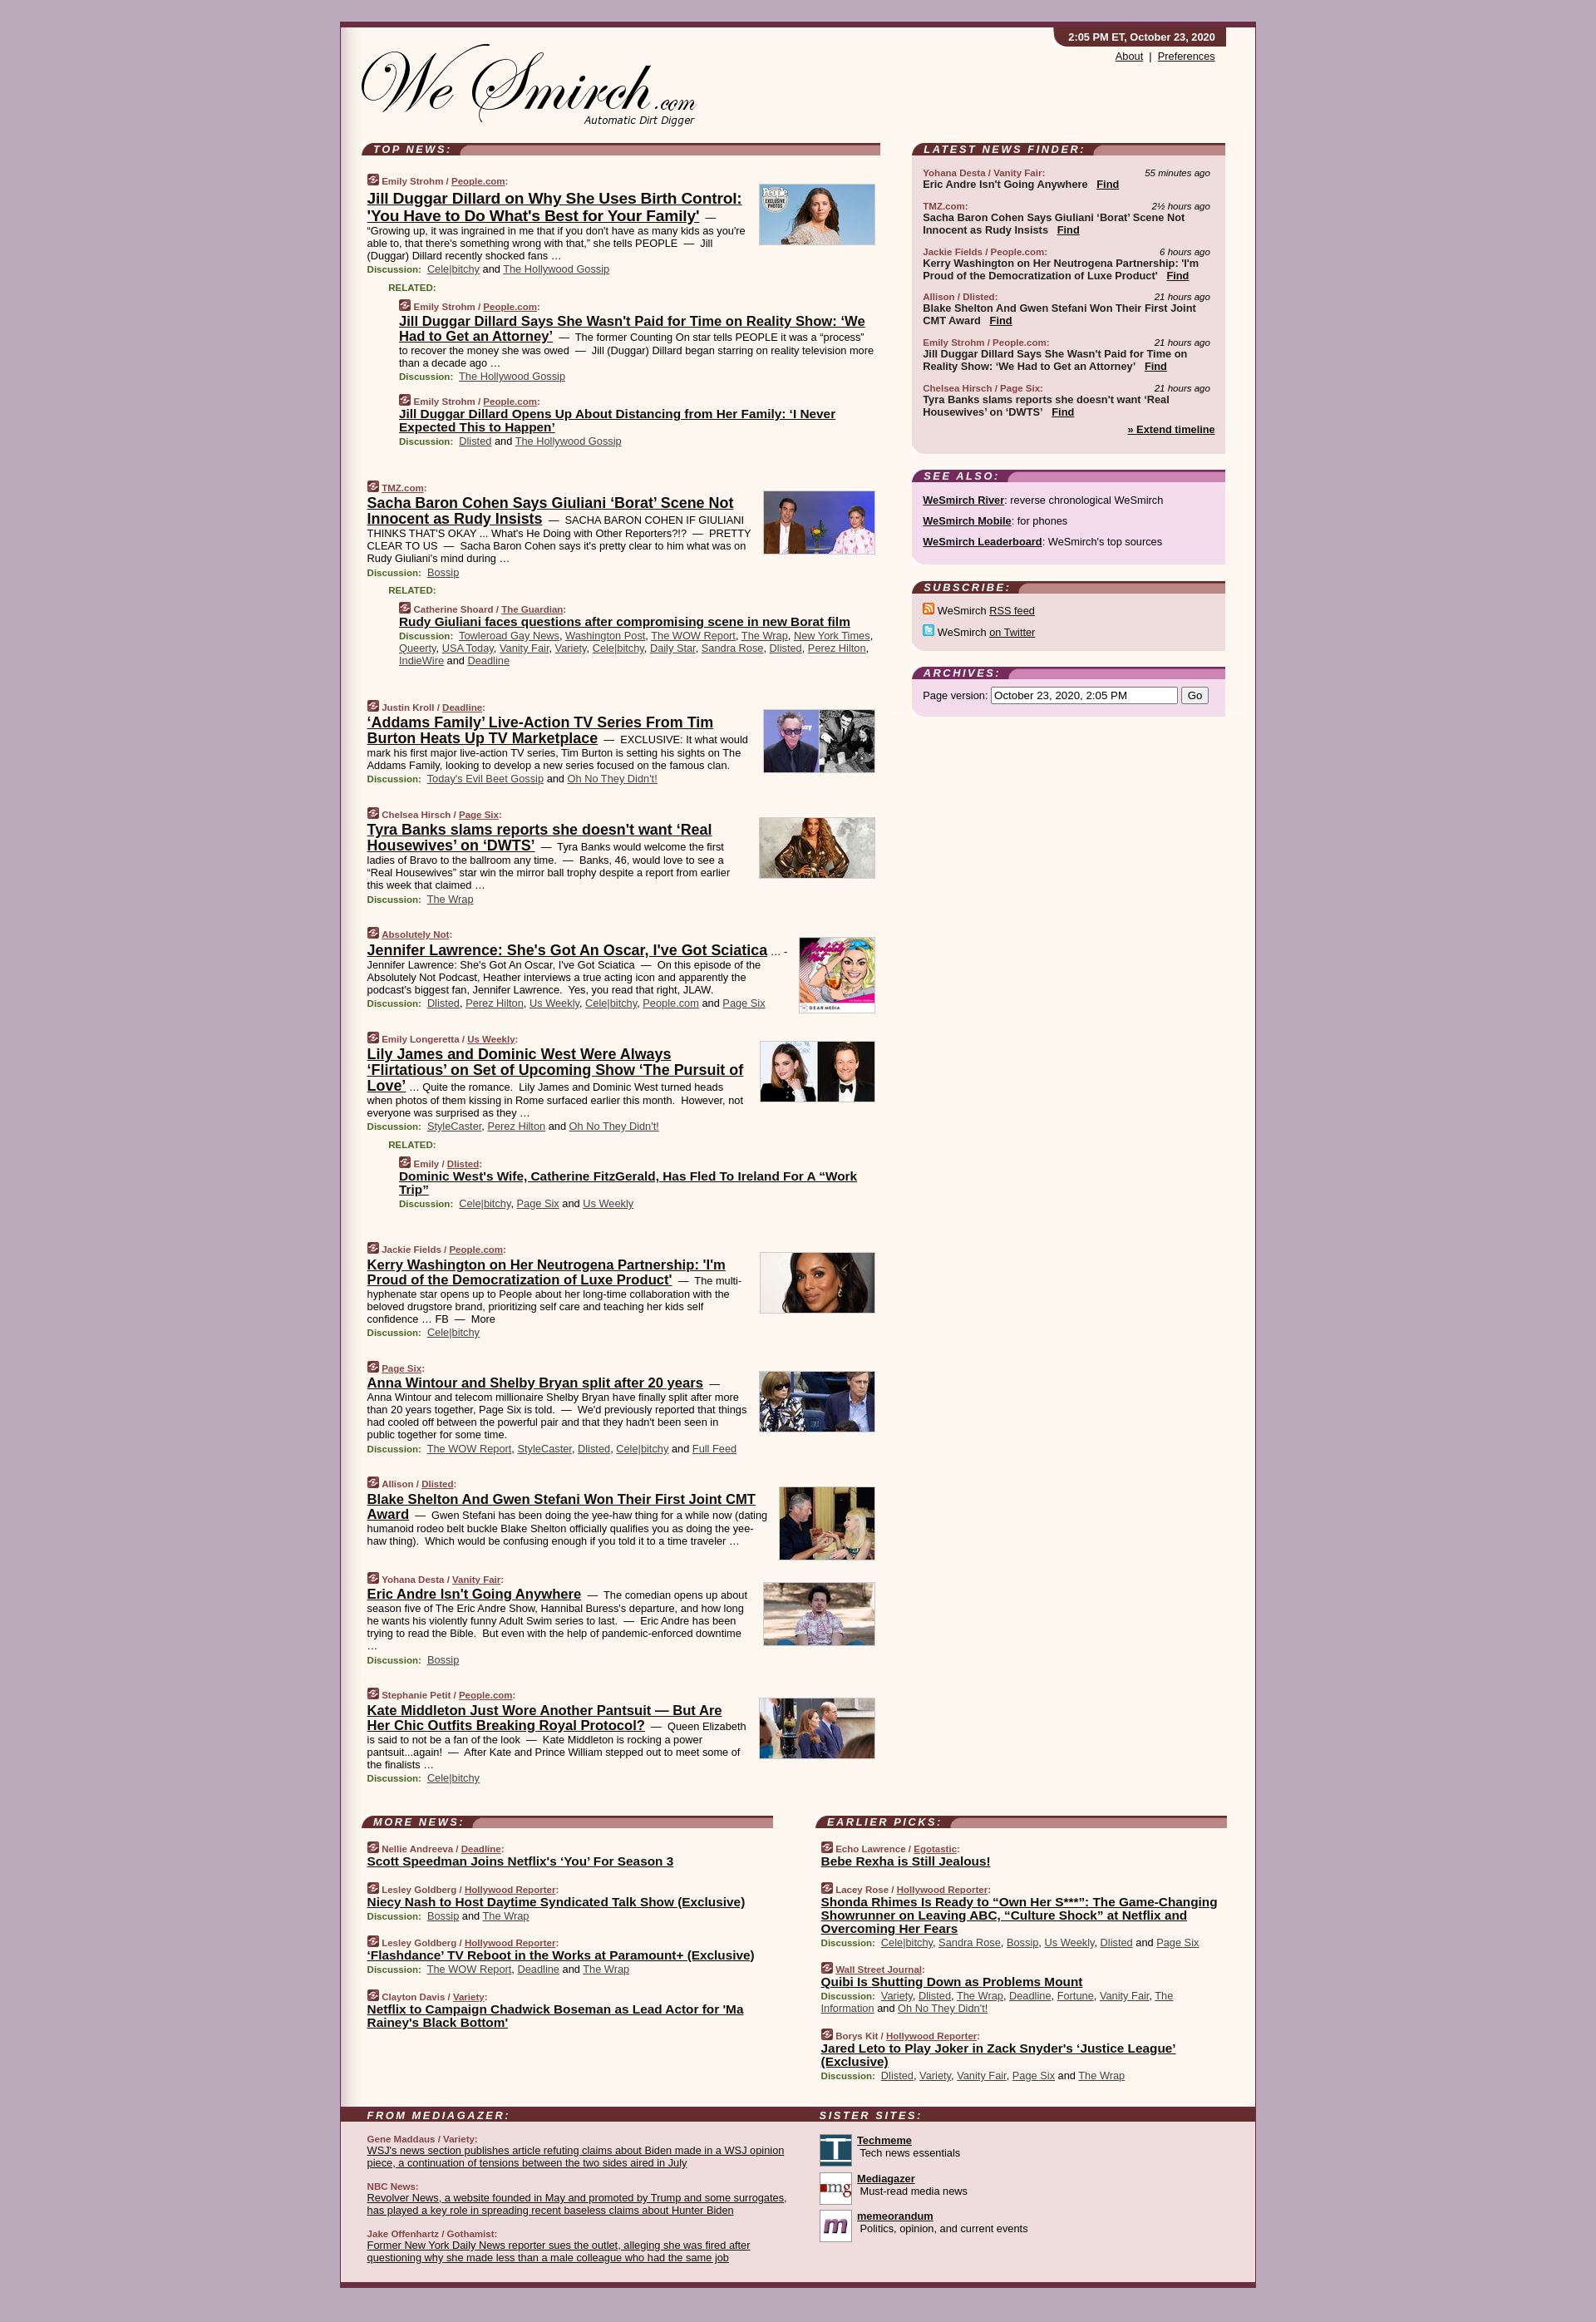 2:05 PM ET, October 23, 2020
About | Preferences
We Smirch.com
Automatic Dirt Digger
TOP NEWS:
Emily Strohm / People.com:
Jill Duggar Dillard on Why She Uses Birth Control:
'You Have to Do What's Best for Your Family' —
“Growing up, it was ingrained in me that if you don't have as many kids as you're
able to, that there's something wrong with that,” she tells PEOPLE — Jill
(Duggar) Dillard recently shocked fans …
Discussion: Cele|bitchy and The Hollywood Gossip
RELATED:
Emily Strohm / People.com:
Jill Duggar Dillard Says She Wasn't Paid for Time on Reality Show: ‘We
Had to Get an Attorney’ — The former Counting On star tells PEOPLE it was a “process”
to recover the money she was owed — Jill (Duggar) Dillard began starring on reality television more
than a decade ago …
Discussion: The Hollywood Gossip
Emily Strohm / People.com:
Jill Duggar Dillard Opens Up About Distancing from Her Family: ‘I Never
Expected This to Happen’
Discussion: Dlisted and The Hollywood Gossip
TMZ.com:
Sacha Baron Cohen Says Giuliani ‘Borat’ Scene Not
Innocent as Rudy Insists — SACHA BARON COHEN IF GIULIANI
THINKS THAT'S OKAY ... What's He Doing with Other Reporters?!? — PRETTY
CLEAR TO US — Sacha Baron Cohen says it's pretty clear to him what was on
Rudy Giuliani's mind during …
Discussion: Bossip
RELATED:
Catherine Shoard / The Guardian:
Rudy Giuliani faces questions after compromising scene in new Borat film
Discussion: Towleroad Gay News, Washington Post, The WOW Report, The Wrap, New York Times,
Queerty, USA Today, Vanity Fair, Variety, Cele|bitchy, Daily Star, Sandra Rose, Dlisted, Perez Hilton,
IndieWire and Deadline
Justin Kroll / Deadline:
‘Addams Family’ Live-Action TV Series From Tim
Burton Heats Up TV Marketplace — EXCLUSIVE: It what would
mark his first major live-action TV series, Tim Burton is setting his sights on The
Addams Family, looking to develop a new series focused on the famous clan.
Discussion: Today's Evil Beet Gossip and Oh No They Didn't!
Chelsea Hirsch / Page Six:
Tyra Banks slams reports she doesn't want ‘Real
Housewives’ on ‘DWTS’ — Tyra Banks would welcome the first
ladies of Bravo to the ballroom any time. — Banks, 46, would love to see a
“Real Housewives” star win the mirror ball trophy despite a report from earlier
this week that claimed …
Discussion: The Wrap
Absolutely Not:
Jennifer Lawrence: She's Got An Oscar, I've Got Sciatica … -
Jennifer Lawrence: She's Got An Oscar, I've Got Sciatica — On this episode of the
Absolutely Not Podcast, Heather interviews a true acting icon and apparently the
podcast's biggest fan, Jennifer Lawrence. Yes, you read that right, JLAW.
Discussion: Dlisted, Perez Hilton, Us Weekly, Cele|bitchy, People.com and Page Six
Emily Longeretta / Us Weekly:
Lily James and Dominic West Were Always
‘Flirtatious’ on Set of Upcoming Show ‘The Pursuit of
Love’ … Quite the romance. Lily James and Dominic West turned heads
when photos of them kissing in Rome surfaced earlier this month. However, not
everyone was surprised as they …
Discussion: StyleCaster, Perez Hilton and Oh No They Didn't!
RELATED:
Emily / Dlisted:
Dominic West's Wife, Catherine FitzGerald, Has Fled To Ireland For A “Work
Trip”
Discussion: Cele|bitchy, Page Six and Us Weekly
Jackie Fields / People.com:
Kerry Washington on Her Neutrogena Partnership: 'I'm
Proud of the Democratization of Luxe Product' — The multi-
hyphenate star opens up to People about her long-time collaboration with the
beloved drugstore brand, prioritizing self care and teaching her kids self
confidence … FB — More
Discussion: Cele|bitchy
Page Six:
Anna Wintour and Shelby Bryan split after 20 years —
Anna Wintour and telecom millionaire Shelby Bryan have finally split after more
than 20 years together, Page Six is told. — We'd previously reported that things
had cooled off between the powerful pair and that they hadn't been seen in
public together for some time.
Discussion: The WOW Report, StyleCaster, Dlisted, Cele|bitchy and Full Feed
Allison / Dlisted:
Blake Shelton And Gwen Stefani Won Their First Joint CMT
Award — Gwen Stefani has been doing the yee-haw thing for a while now (dating
humanoid rodeo belt buckle Blake Shelton officially qualifies you as doing the yee-
haw thing). Which would be confusing enough if you told it to a time traveler …
Yohana Desta / Vanity Fair:
Eric Andre Isn't Going Anywhere — The comedian opens up about
season five of The Eric Andre Show, Hannibal Buress's departure, and how long
he wants his violently funny Adult Swim series to last. — Eric Andre has been
trying to read the Bible. But even with the help of pandemic-enforced downtime
…
Discussion: Bossip
Stephanie Petit / People.com:
Kate Middleton Just Wore Another Pantsuit — But Are
Her Chic Outfits Breaking Royal Protocol? — Queen Elizabeth
is said to not be a fan of the look — Kate Middleton is rocking a power
pantsuit...again! — After Kate and Prince William stepped out to meet some of
the finalists …
Discussion: Cele|bitchy
LATEST NEWS FINDER:
Yohana Desta / Vanity Fair: 55 minutes ago
Eric Andre Isn't Going Anywhere Find
TMZ.com: 2½ hours ago
Sacha Baron Cohen Says Giuliani ‘Borat’ Scene Not
Innocent as Rudy Insists Find
Jackie Fields / People.com: 6 hours ago
Kerry Washington on Her Neutrogena Partnership: 'I'm
Proud of the Democratization of Luxe Product' Find
Allison / Dlisted: 21 hours ago
Blake Shelton And Gwen Stefani Won Their First Joint
CMT Award Find
Emily Strohm / People.com: 21 hours ago
Jill Duggar Dillard Says She Wasn't Paid for Time on
Reality Show: ‘We Had to Get an Attorney’ Find
Chelsea Hirsch / Page Six: 21 hours ago
Tyra Banks slams reports she doesn't want ‘Real
Housewives’ on ‘DWTS’ Find
» Extend timeline
SEE ALSO:
WeSmirch River: reverse chronological WeSmirch
WeSmirch Mobile: for phones
WeSmirch Leaderboard: WeSmirch's top sources
SUBSCRIBE:
WeSmirch RSS feed
WeSmirch on Twitter
ARCHIVES:
Page version: October 23, 2020, 2:05 PM Go
MORE NEWS:
Nellie Andreeva / Deadline:
Scott Speedman Joins Netflix's ‘You’ For Season 3
Lesley Goldberg / Hollywood Reporter:
Niecy Nash to Host Daytime Syndicated Talk Show (Exclusive)
Discussion: Bossip and The Wrap
Lesley Goldberg / Hollywood Reporter:
‘Flashdance’ TV Reboot in the Works at Paramount+ (Exclusive)
Discussion: The WOW Report, Deadline and The Wrap
Clayton Davis / Variety:
Netflix to Campaign Chadwick Boseman as Lead Actor for 'Ma
Rainey's Black Bottom'
EARLIER PICKS:
Echo Lawrence / Egotastic:
Bebe Rexha is Still Jealous!
Lacey Rose / Hollywood Reporter:
Shonda Rhimes Is Ready to “Own Her S***”: The Game-Changing
Showrunner on Leaving ABC, “Culture Shock” at Netflix and
Overcoming Her Fears
Discussion: Cele|bitchy, Sandra Rose, Bossip, Us Weekly, Dlisted and Page Six
Wall Street Journal:
Quibi Is Shutting Down as Problems Mount
Discussion: Variety, Dlisted, The Wrap, Deadline, Fortune, Vanity Fair, The
Information and Oh No They Didn't!
Borys Kit / Hollywood Reporter:
Jared Leto to Play Joker in Zack Snyder's ‘Justice League’
(Exclusive)
Discussion: Dlisted, Variety, Vanity Fair, Page Six and The Wrap
FROM MEDIAGAZER:
Gene Maddaus / Variety:
WSJ's news section publishes article refuting claims about Biden made in a WSJ opinion
piece, a continuation of tensions between the two sides aired in July
NBC News:
Revolver News, a website founded in May and promoted by Trump and some surrogates,
has played a key role in spreading recent baseless claims about Hunter Biden
Jake Offenhartz / Gothamist:
Former New York Daily News reporter sues the outlet, alleging she was fired after
questioning why she made less than a male colleague who had the same job
SISTER SITES:
Techmeme
Tech news essentials
Mediagazer
Must-read media news
memeorandum
Politics, opinion, and current events